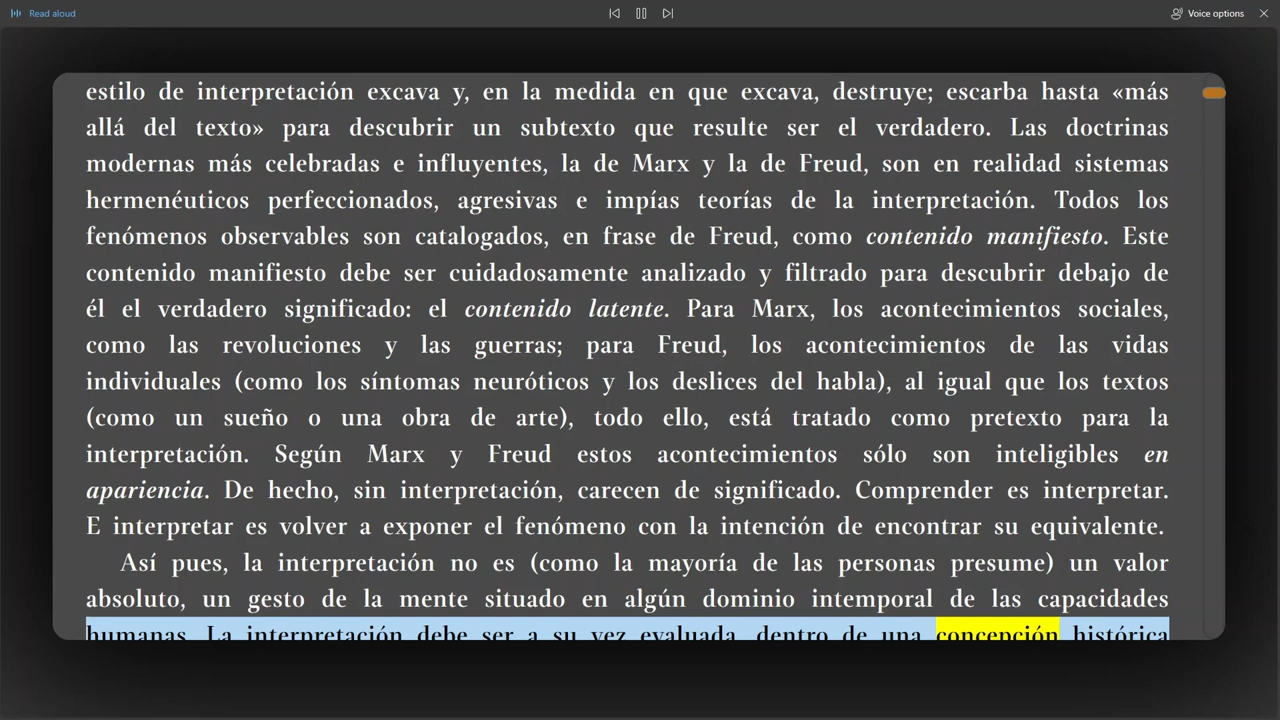 Read aloud
Voice options
estilo de interpretación excava y, en la medida en que excava, destruye; escarba hasta «más
allá del texto» para descubrir un subtexto que resulte ser el verdadero. Las doctrinas
modernas más celebradas e influyentes, la de Marx y la de Freud, son en realidad sistemas
hermenéuticos perfeccionados, agresivas e impías teorías de la interpretación. Todos los
fenómenos observables son catalogados, en frase de Freud, como contenido manifiesto. Este
contenido manifiesto debe ser cuidadosamente analizado y filtrado para descubrir debajo de
él el verdadero significado: el contenido latente. Para Marx, los acontecimientos sociales,
como las revoluciones y las guerras; para Freud, los acontecimientos de las vidas
individuales (como los síntomas neuróticos y los deslices del habla), al igual que los textos
(como un sueño o una obra de arte), todo ello, está tratado como pretexto para la
interpretación. Según Marx y Freud estos acontecimientos sólo son inteligibles en
apariencia. De hecho, sin interpretación, carecen de significado. Comprender es interpretar.
E interpretar es volver a exponer el fenómeno con la intención de encontrar su equivalente.
Así pues, la interpretación no es (como la mayoría de las personas presume) un valor
absoluto, un gesto de la mente situado en algún dominio intemporal de las capacidades
humanas. La interpretación debe ser a su vez evaluada, dentro de una concepción histórica